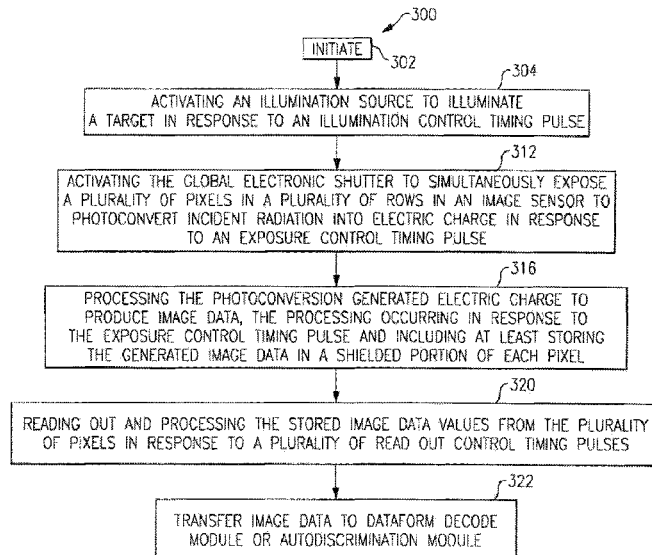 300
INITIATE
302
304
ACTIVATING AN ILLUMINATION SOURCE TO ILLUMINATE
A TARGET IN RESPONSE TO AN ILLUMINATION CONTROL TIMING PULSE
312
ACTIVATING THE GLOBAL ELECTRONIC SHUTTER TO SIMULTANEOUSLY EXPOSE
A PLURALITY OF PIXELS IN A PLURALITY OF ROWS IN AN IMAGE SENSOR TO
PHOTOCONVERT INCIDENT RADIATION INTO ELECTRIC CHARGE IN RESPONSE
TO AN EXPOSURE CONTROL TIMING PULSE
316
PROCESSING THE PHOTOCONVERSION GENERATED ELECTRIC CHARGE TO
PRODUCE IMAGE DATA, THE PROCESSING OCCURRING IN RESPONSE TO
THE EXPOSURE CONTROL TIMING PULSE AND INCLUDING AT LEAST STORING
THE GENERATED IMAGE DATA IN A SHIELDED PORTION OF EACH PIXEL
320
READING OUT AND PROCESSING THE STORED IMAGE DATA VALUES FROM THE PLURALITY
OF PIXELS IN RESPONSE TO A PLURALITY OF READ OUT CONTROL TIMING PULSES
322
TRANSFER IMAGE DATA TO DATAFORM DECODE
MODULE OR AUTODISCRIMINATION MODULE